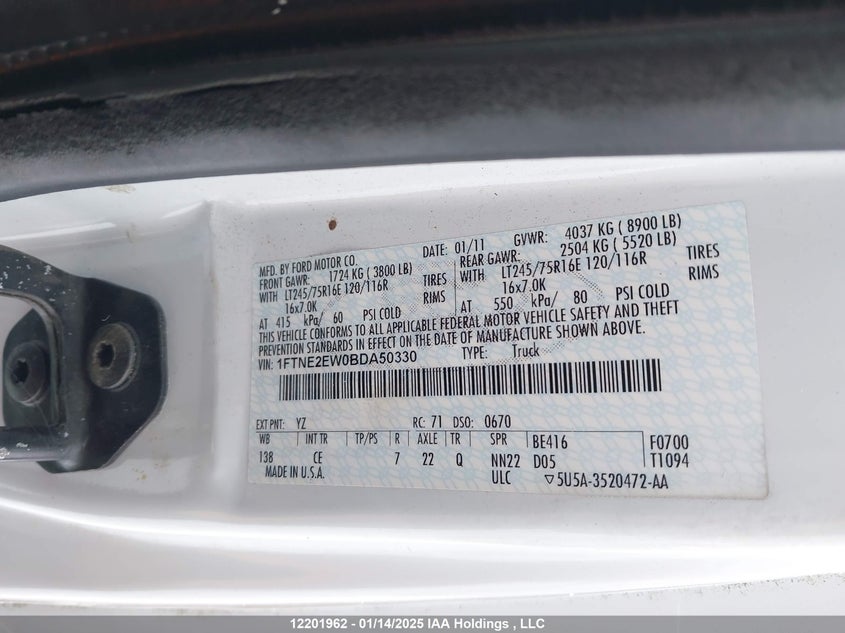 MFD. BY FORD MOTOR CO. DATE: 01/11 GVWR: 4037 KG ( 8900 LB)
FRONT GAWR: 1724 KG ( 3800 LB) REAR GAWR: 2504 KG ( 5520 LB)
WITH LT245/75R16E 120/116R TIRES WITH LT245/75R16E 120/116R TIRES
16x7.0K RIMS 16x7.0K RIMS
AT 415 kPa/ 60 PSI COLD AT 550 kPa/ 80 PSI COLD
THIS VEHICLE CONFORMS TO ALL APPLICABLE FEDERAL MOTOR VEHICLE SAFETY AND THEFT
PREVENTION STANDARDS IN EFFECT ON THE DATE OF MANUFACTURE SHOWN ABOVE.
VIN: 1FTNE2EW0BDA50330 TYPE: Truck
EXT PNT: YZ RC: 71 DSO: 0670
WB INT TR TP/PS R AXLE TR SPR BE416 F0700
138 CE 7 22 Q NN22 D05 T1094
MADE IN U.S.A. ULC ▽5U5A-3520472-AA
12201962 - 01/14/2025 IAA Holdings , LLC